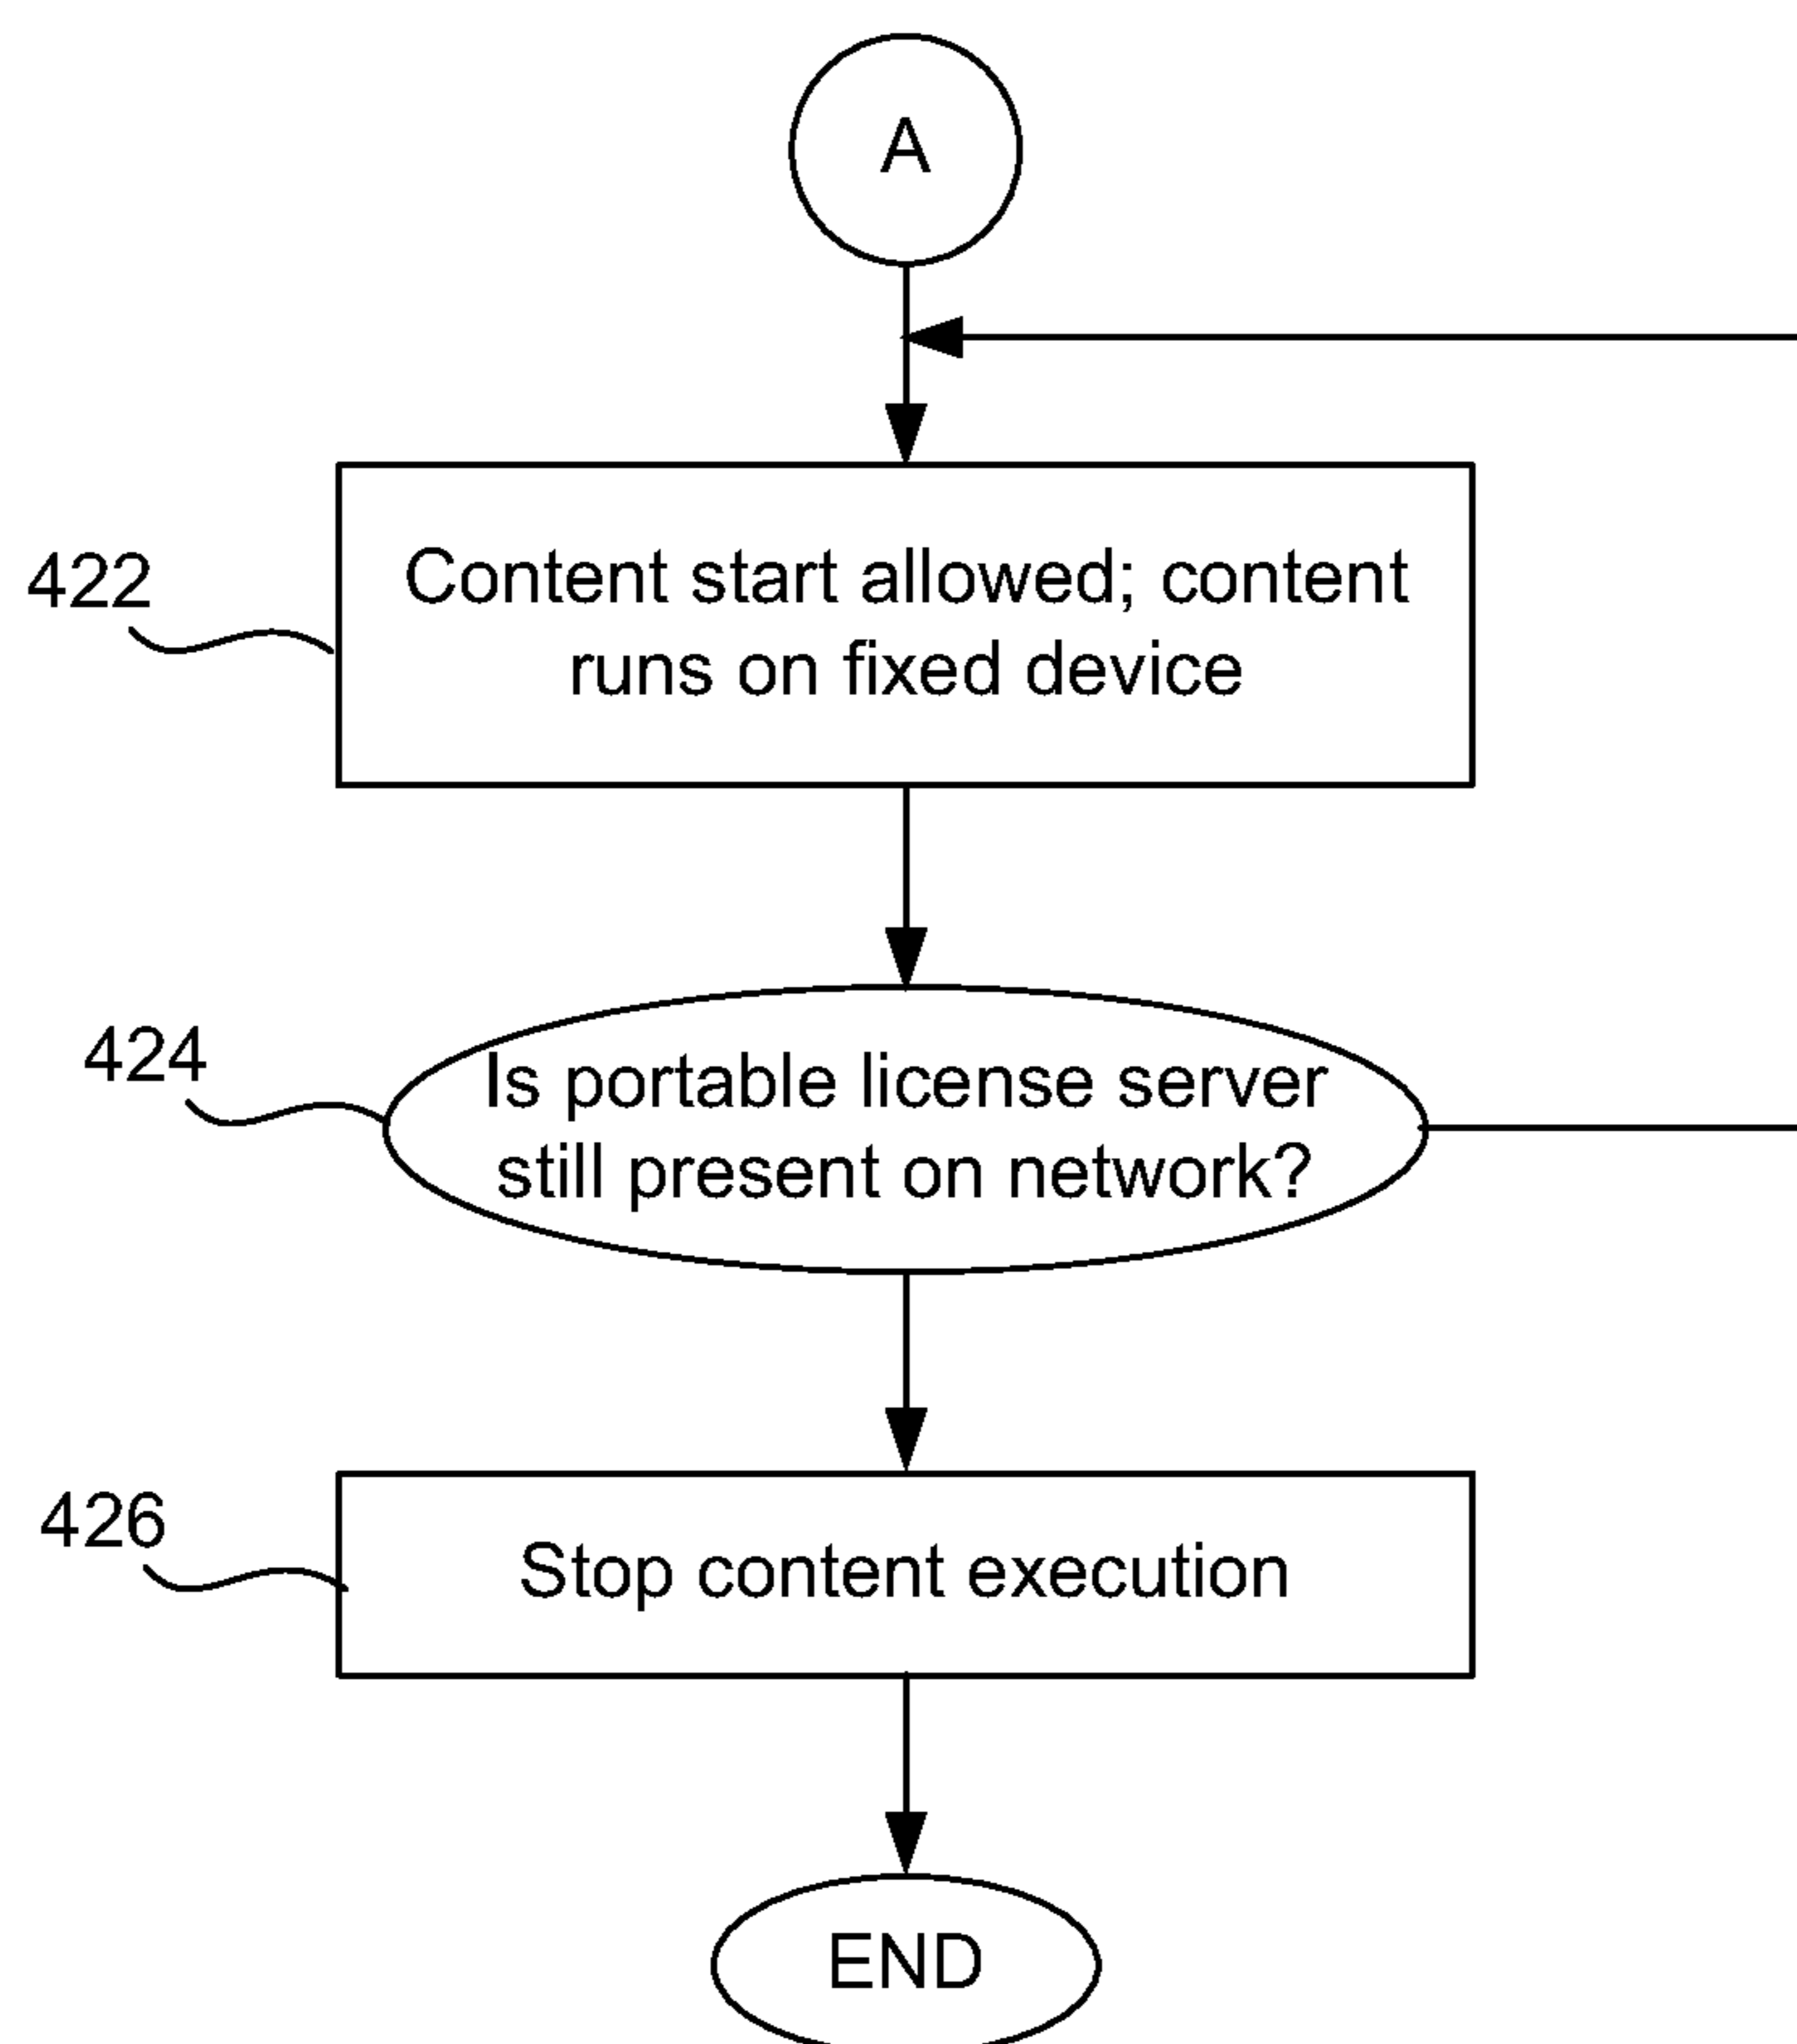 A
422
Content start allowed; content
runs on fixed device
424
Is portable license server
still present on network?
426
Stop content execution
END